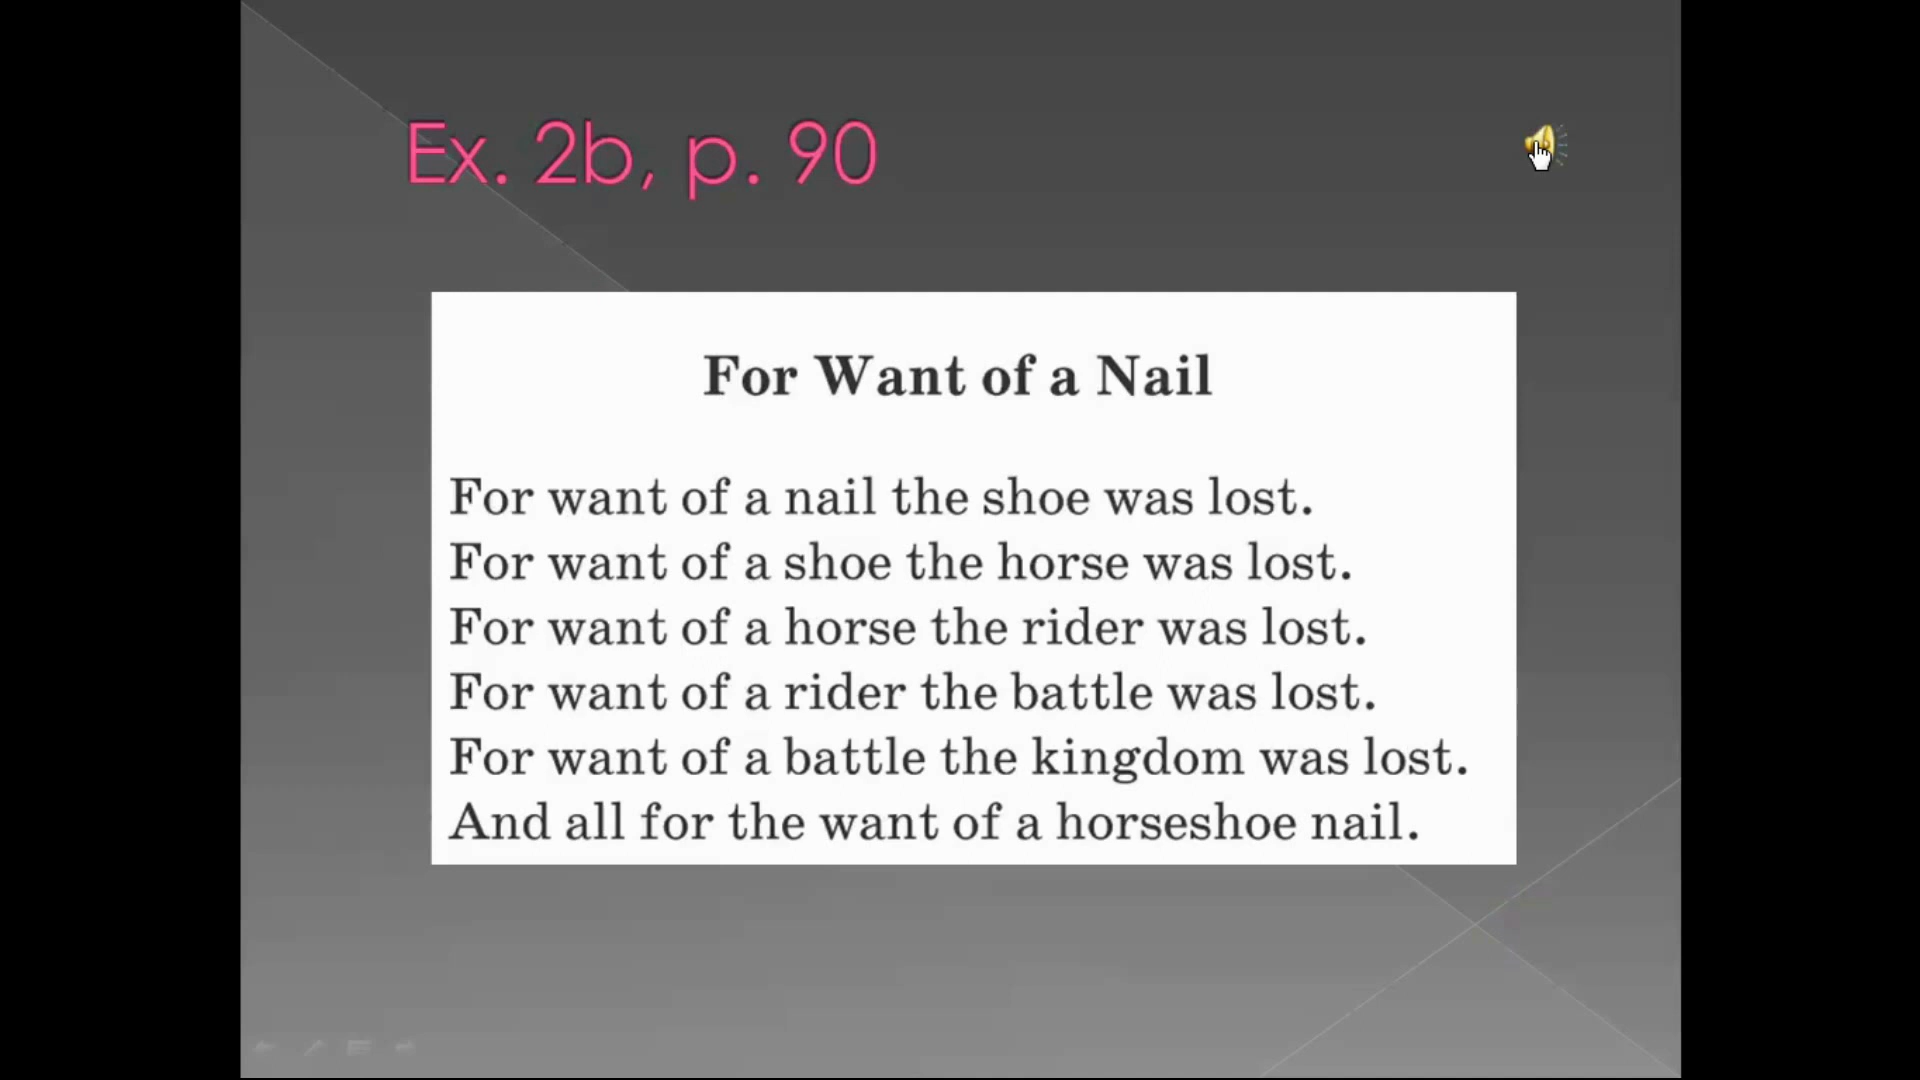 Ex. 2b, p. 90
For Want of a Nail
For want of a nail the shoe was lost.
For want of a shoe the horse was lost.
For want of a horse the rider was lost.
For want of a rider the battle was lost.
For want of a battle the kingdom was lost.
And all for the want of a horseshoe nail.